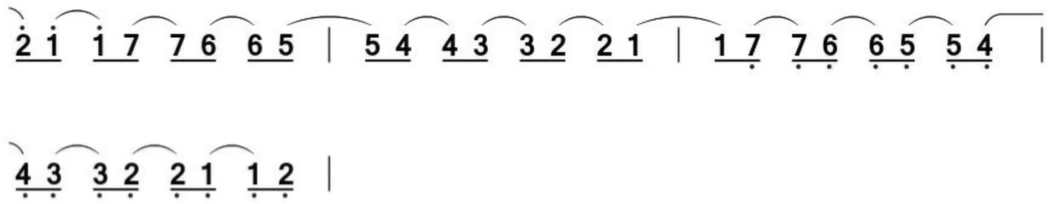 2̇ 1̇ 1̇ 7 7 6 6 5 | 5 4 4 3 3 2 2 1 | 1 7̣ 7̣ 6̣ 6̣ 5̣ 5̣ 4̣ |
4̣ 3̣ 3̣ 2̣ 2̣ 1̣ 1̣ 2̣ |